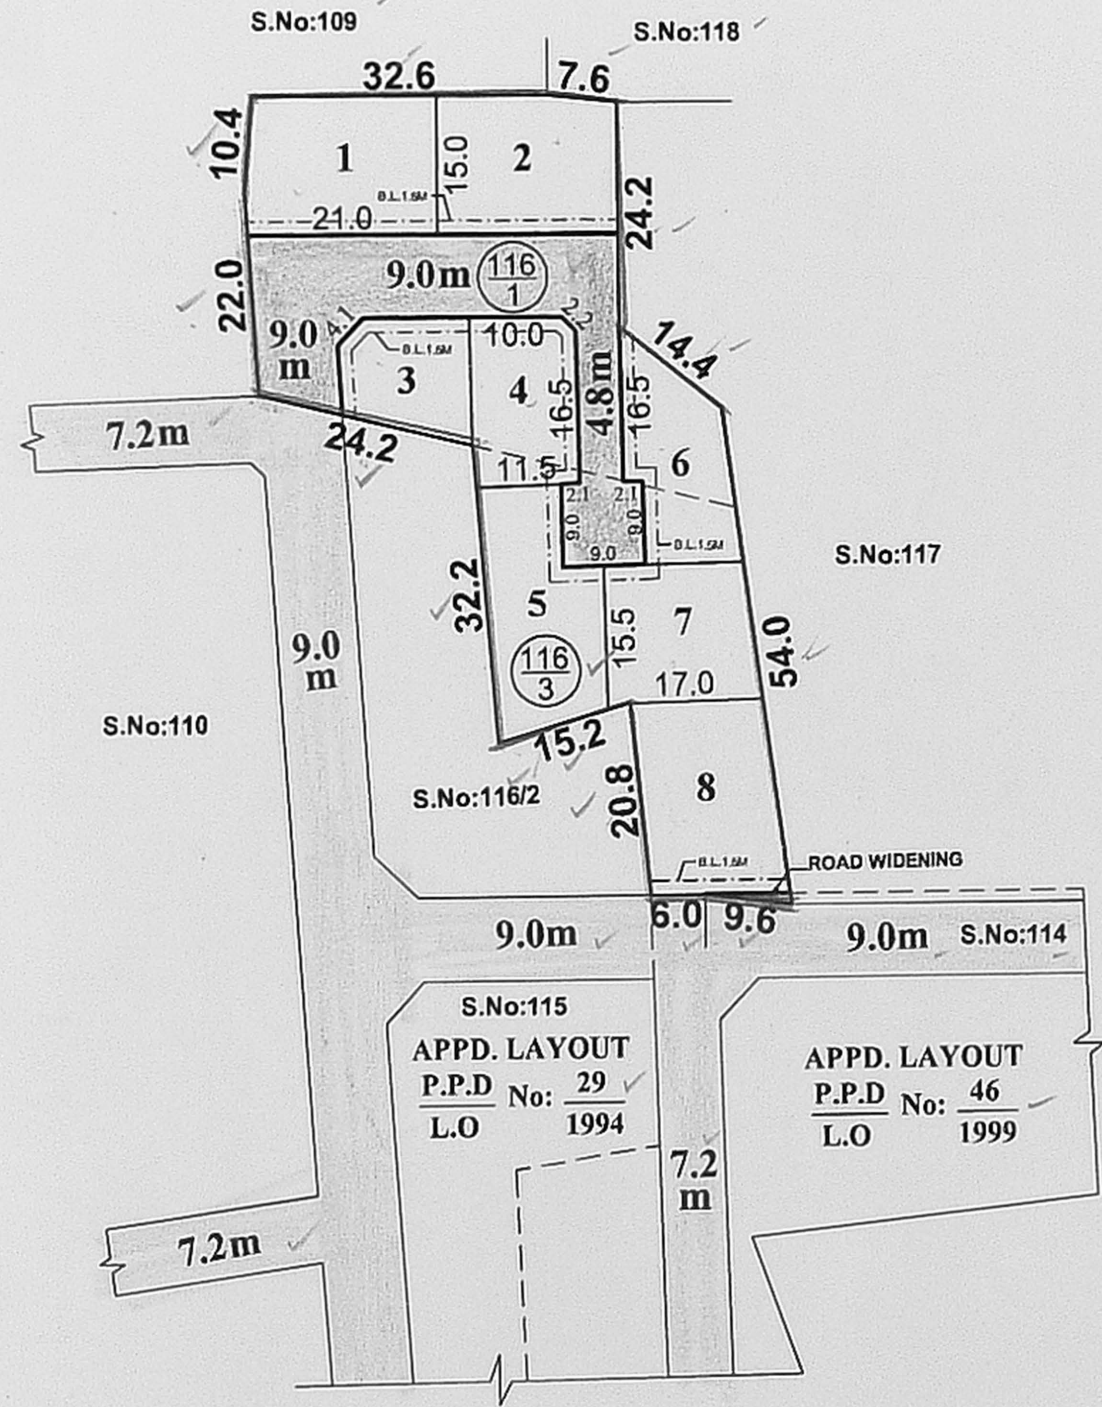 S.No:109
S.No:118
32.6
7.6
10.4
1
15.0
2
B.L.1.5M
21.0
24.2
22.0
9.0m
116
1
9.0
m
4.1
2.2
14.4
10.0
B.L.1.5M
3
4
16.5
4.8m
16.5
7.2m
24.2
11.5
6
2.1
2.1
9.0
9.0
9.0
B.L.1.5M
S.No:117
32.2
5
15.5
7
9.0
m
116
3
54.0
17.0
S.No:110
15.2
S.No:116/2
20.8
8
B.L.1.5M
ROAD WIDENING
6.0
9.6
9.0m
9.0m
S.No:114
S.No:115
APPD. LAYOUT
P.P.D
L.O
No:
29
1994
APPD. LAYOUT
P.P.D
L.O
No:
46
1999
7.2
m
7.2m